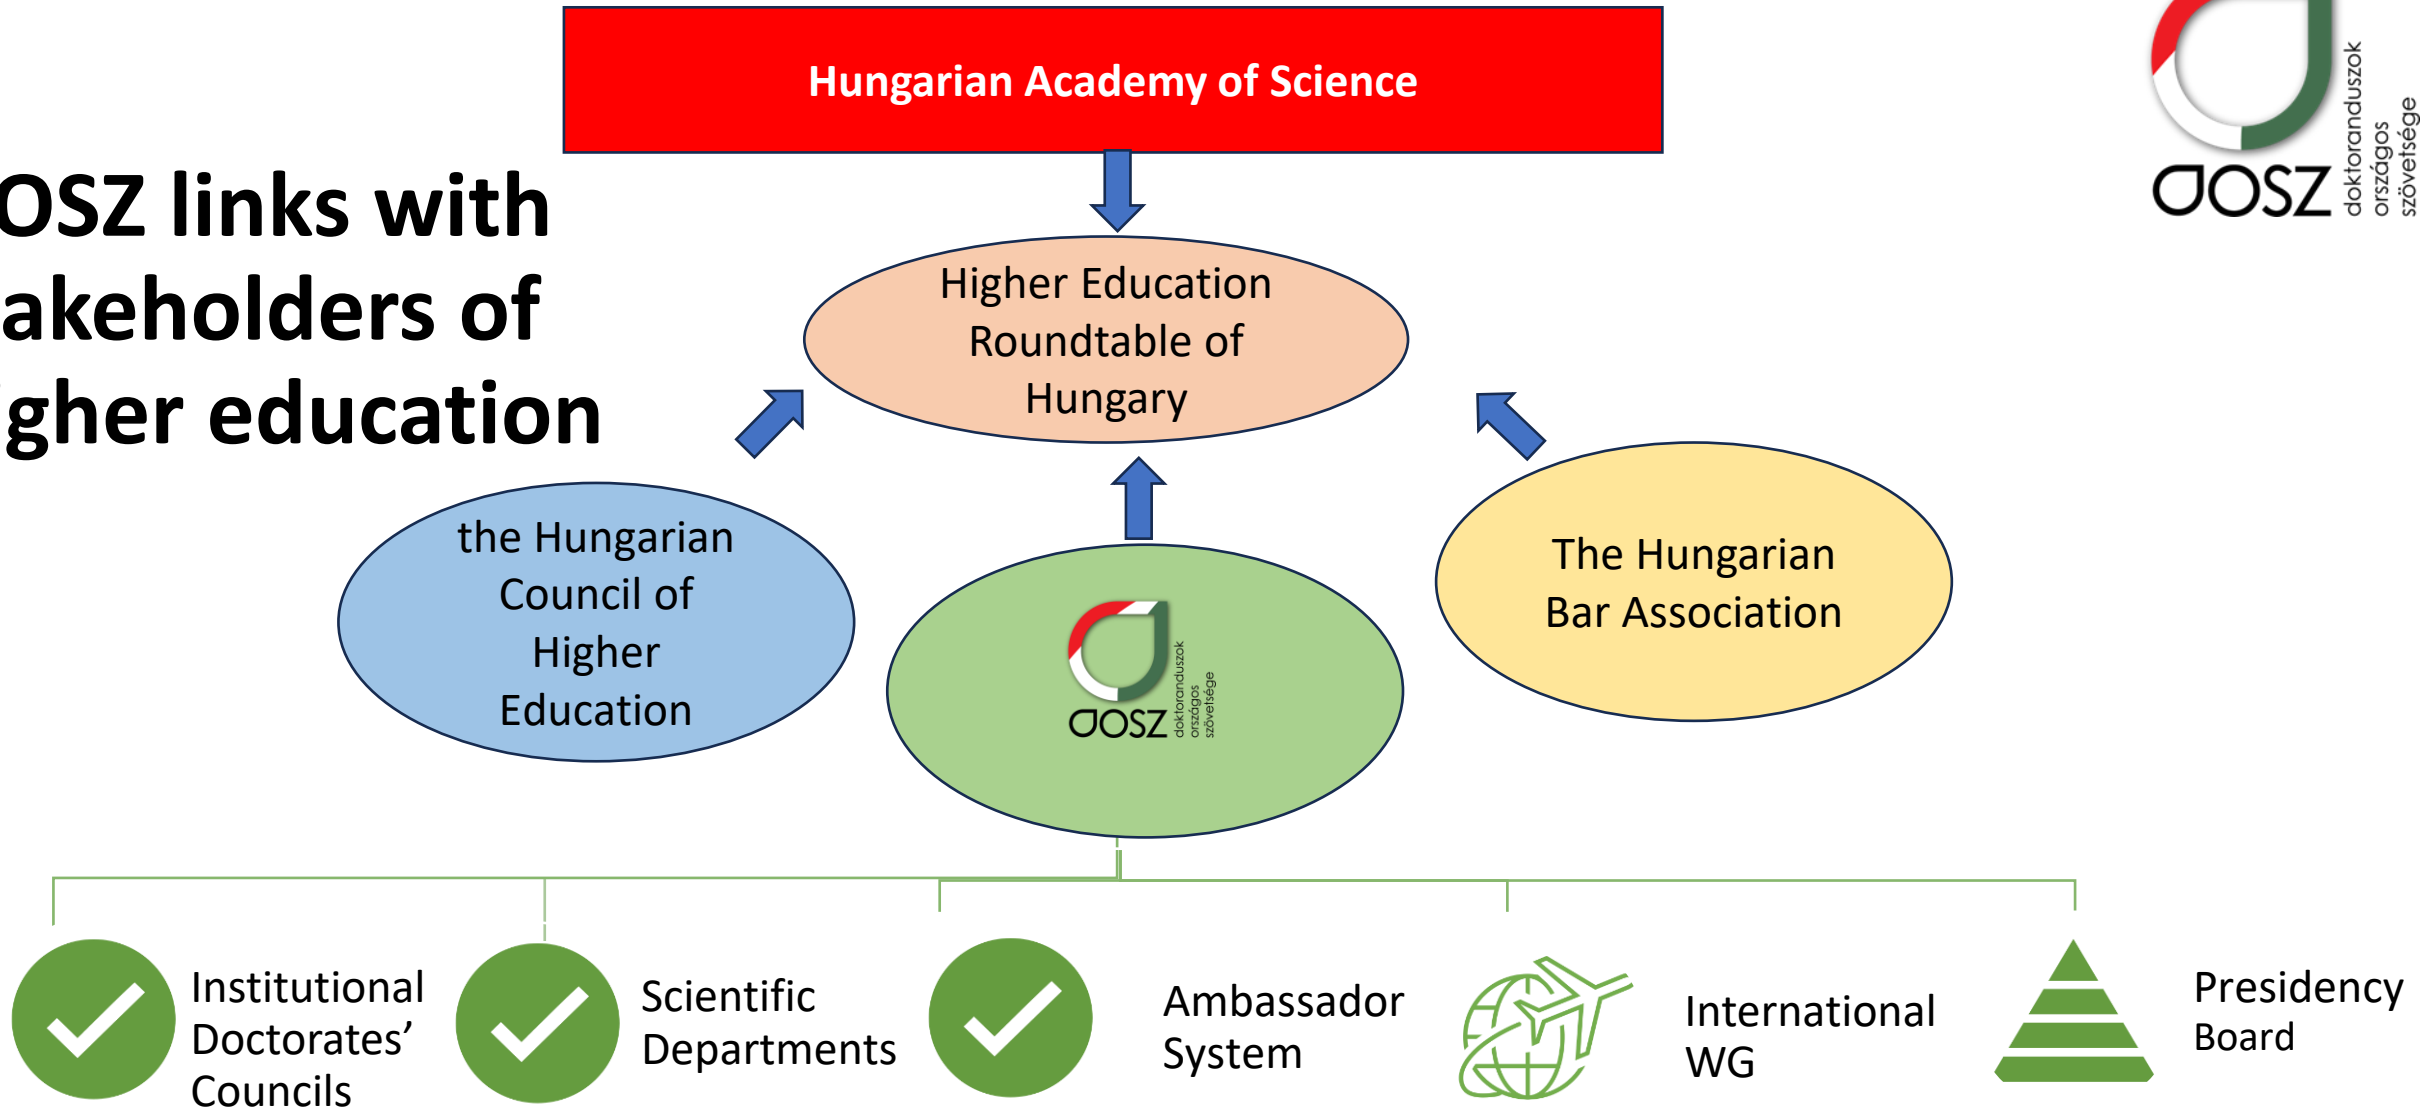 Hungarian Academy of Science
OSZ links with
akeholders of
gher education
dOSZ
doktoranduszok
országos
szövetsége
Higher Education
Roundtable of
Hungary
the Hungarian
Council of
Higher
Education
dOSZ
doktoranduszok
országos
szövetsége
The Hungarian
Bar Association
Institutional
Doctorates’
Councils
Scientific
Departments
Ambassador
System
International
WG
Presidency
Board